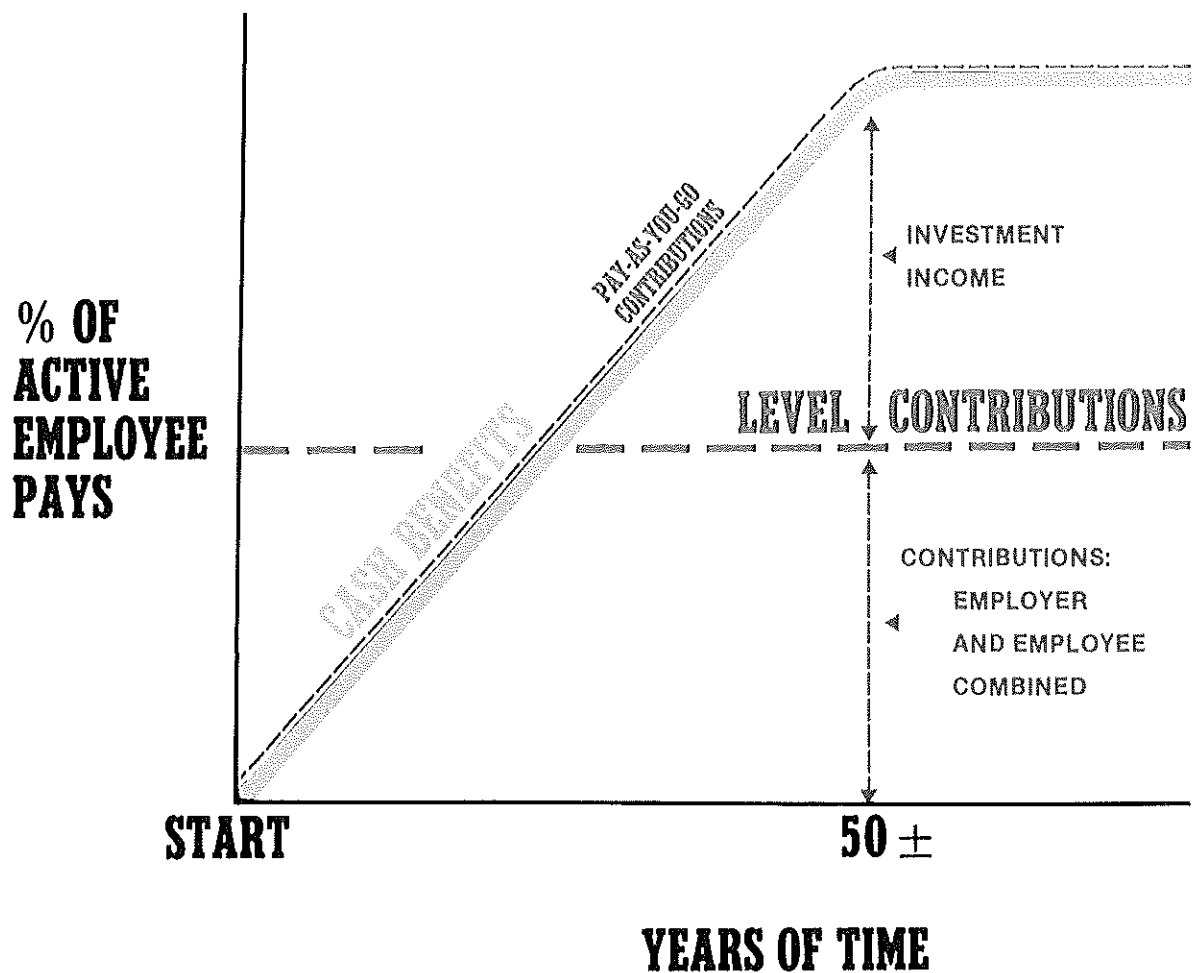 PAY-AS-YOU-GO
CONTRIBUTIONS
INVESTMENT
INCOME
% OF
ACTIVE
EMPLOYEE
PAYS
LEVEL CONTRIBUTIONS
CASH BENEFITS
CONTRIBUTIONS:
EMPLOYER
AND EMPLOYEE
COMBINED
START
50 ±
YEARS OF TIME